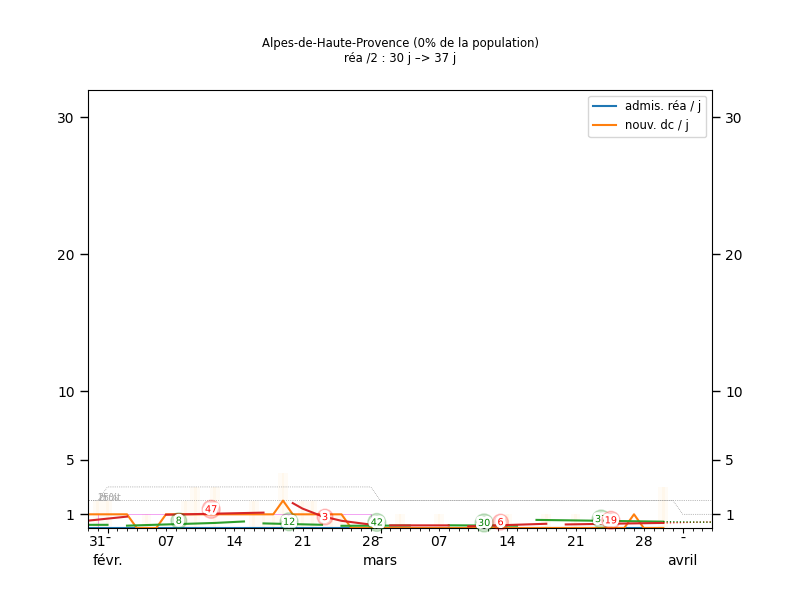 Alpes-de-Haute-Provence (0% de la population)
réa /2 : 30 j –> 37 j
admis. réa / j
nouv. dc / j
30 30
20 20
10 10
5 5
1 1
8 47 12 3 42 30 6 19
31 07 14 21 28 07 14 21 28
févr. mars avril